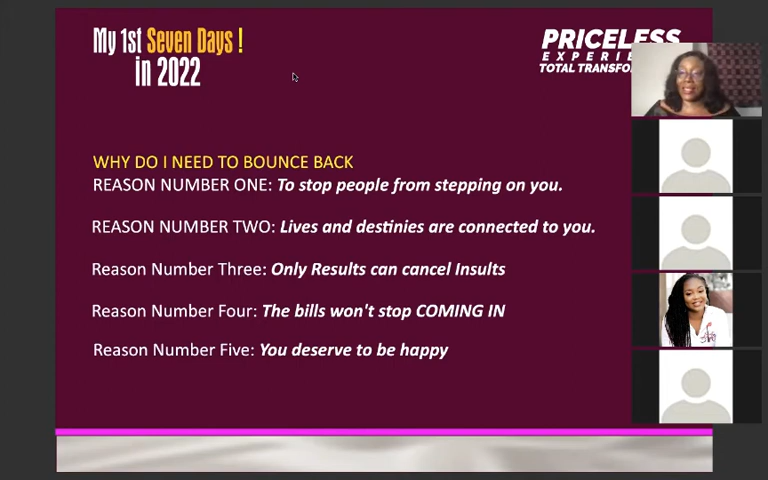 My 1st Seven Days !
in 2022
PRICELESS
TOTAL
WHY DO I NEED TO BOUNCE BACK
REASON NUMBER ONE: To stop people from stepping on you.
REASON NUMBER TWO: Lives and destinies are connected to you.
Reason Number Three: Only Results can cancel Insults
Reason Number Four: The bills won't stop COMING IN
Reason Number Five: You deserve to be happy